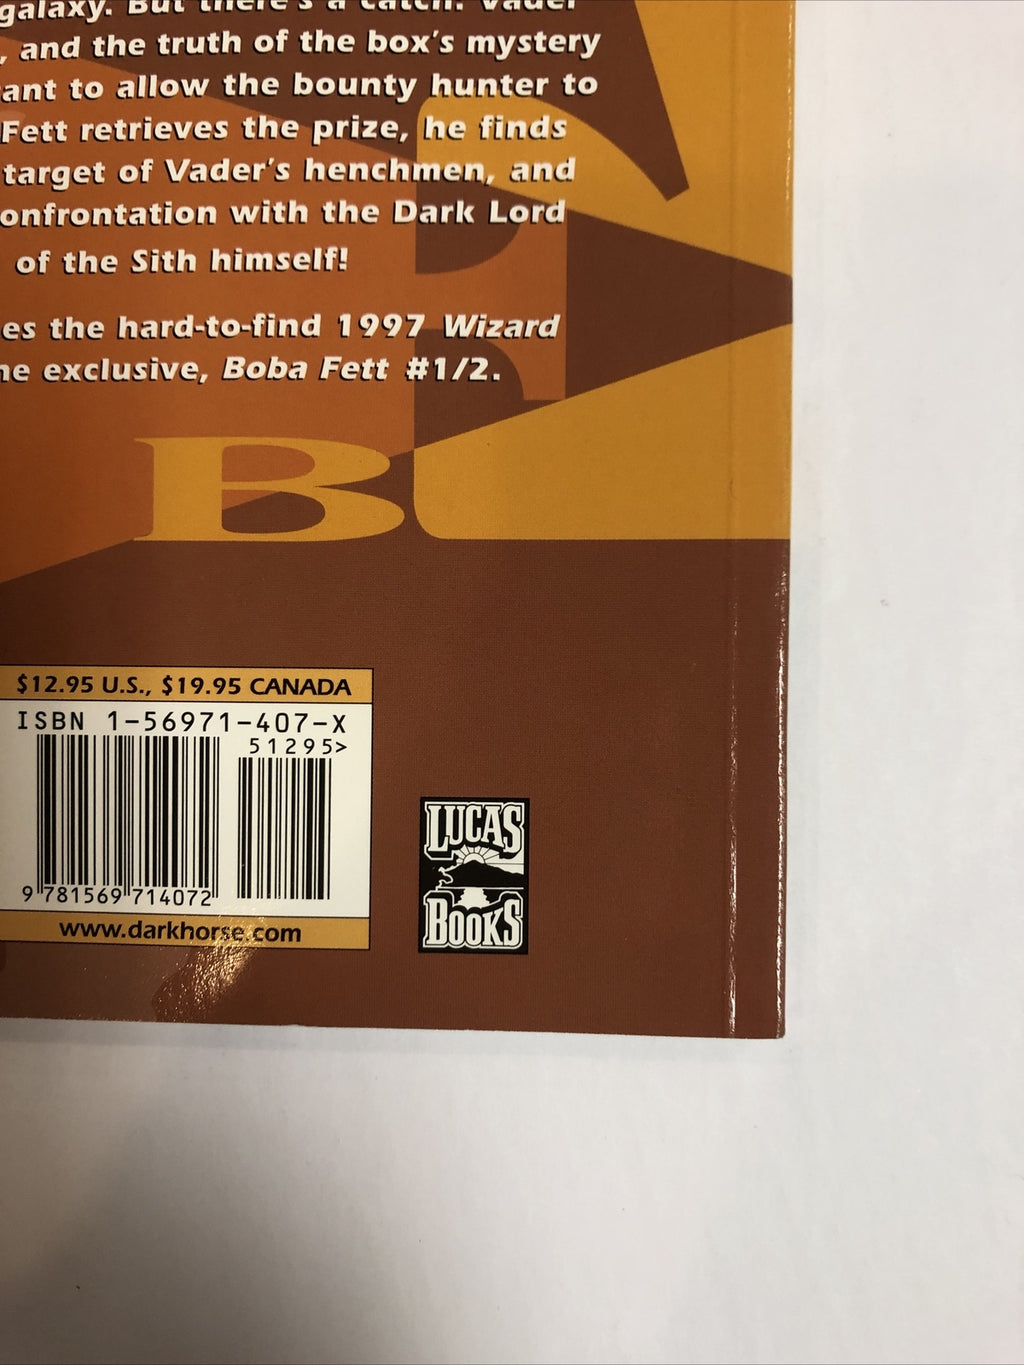 galaxy. But there's a catch: Vader
, and the truth of the box's mystery
ant to allow the bounty hunter to
Fett retrieves the prize, he finds
target of Vader's henchmen, and
onfrontation with the Dark Lord
of the Sith himself!
es the hard-to-find 1997 Wizard
ne exclusive, Boba Fett #1/2.
B
$12.95 U.S., $19.95 CANADA
ISBN 1-56971-407-X
51295>
9 781569 714072
www.darkhorse.com
LUCAS
BOOKS